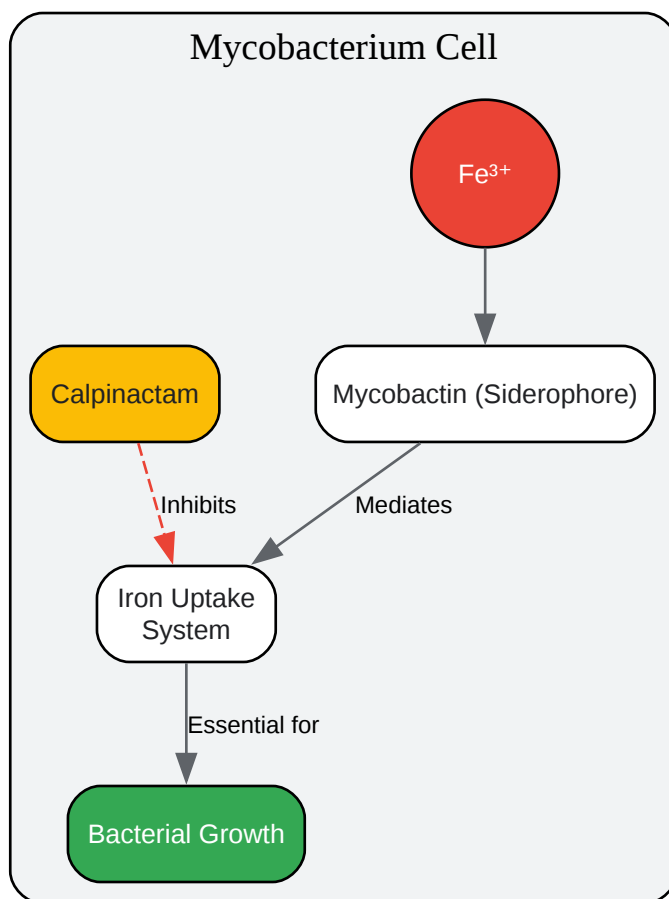 Mycobacterium Cell
Fe³⁺
Calpinactam
Mycobactin (Siderophore)
Inhibits
Mediates
Iron Uptake
System
Essential for
Bacterial Growth